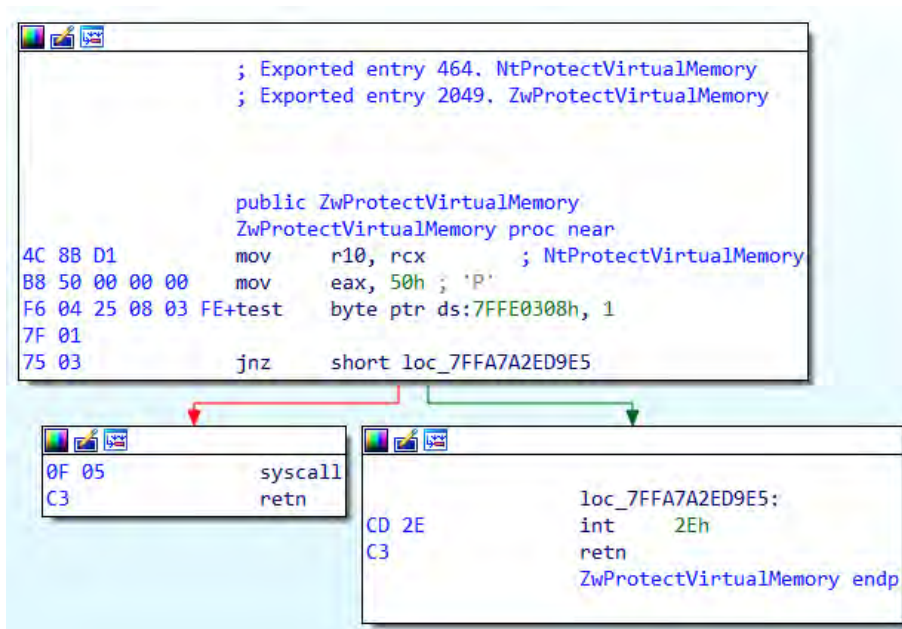 ; Exported entry 464. NtProtectVirtualMemory
; Exported entry 2049. ZwProtectVirtualMemory
public ZwProtectVirtualMemory
ZwProtectVirtualMemory proc near
4C 8B D1 mov r10, rcx ; NtProtectVirtualMemory
B8 50 00 00 00 mov eax, 50h ; 'P'
F6 04 25 08 03 FE+test byte ptr ds:7FFE0308h, 1
7F 01
75 03 jnz short loc_7FFA7A2ED9E5
0F 05 syscall
C3 retn
loc_7FFA7A2ED9E5:
CD 2E int 2Eh
C3 retn
ZwProtectVirtualMemory endp